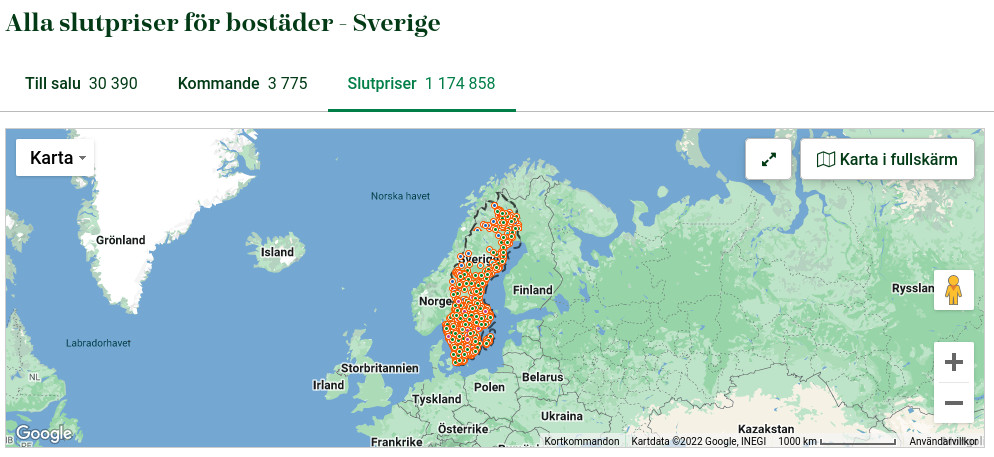 Alla slutpriser för bostäder - Sverige
Till salu 30 390 Kommande 3 775 Slutpriser 1 174 858
Karta
Karta i fullskärm
Norska havet
Grönland
Island
Sverige
Finland
Norge
Ryssland
Labradorhavet
Storbritannien
Irland
NL
Belarus
Polen
Tyskland
Ukraina
Österrike
Kazakstan
Frankrike
Google
Kortkommandon Kartdata ©2022 Google, INEGI 1000 km Användarvillkor